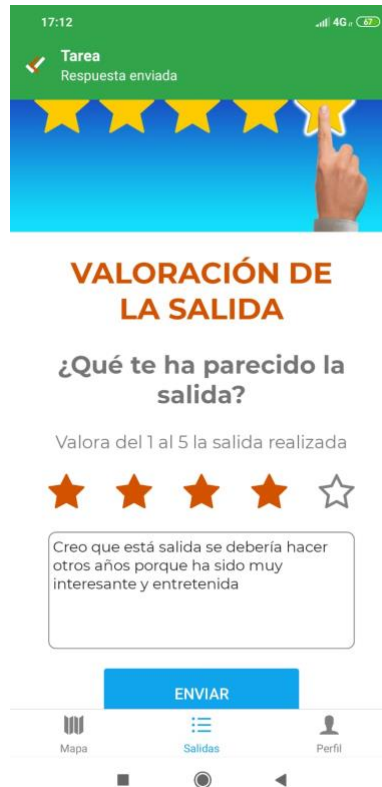 17:12
4G 67
Tarea
Respuesta enviada
VALORACIÓN DE
LA SALIDA
¿Qué te ha parecido la
salida?
Valora del 1 al 5 la salida realizada
Creo que está salida se debería hacer
otros años porque ha sido muy
interesante y entretenida
ENVIAR
Mapa
Salidas
Perfil